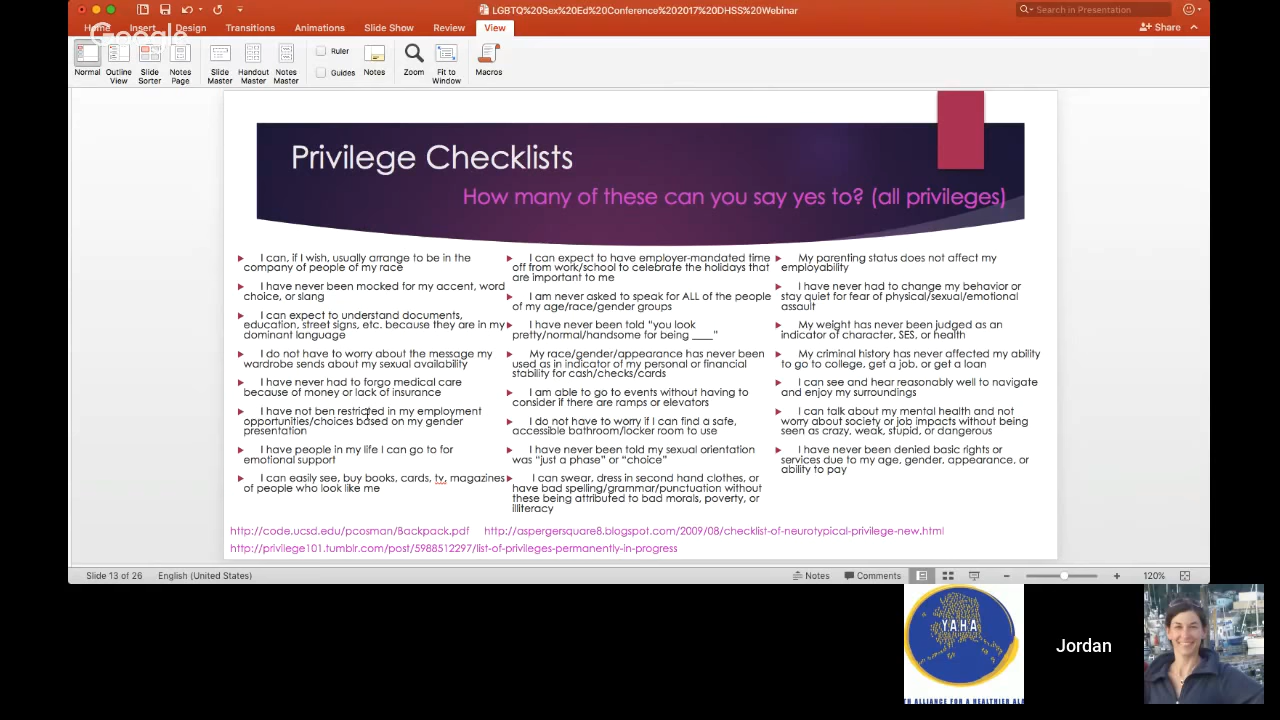 LGBTQ%20Sex%20Ed%20Conference%202017%20DHSS%20Webinar
Search in Presentation
Home Insert Design Transitions Animations Slide Show Review View
Share
Google
Normal Outline View Slide Sorter Notes Page Slide Master Handout Master Notes Master Ruler Guides Notes Zoom Fit to Window Macros
Privilege Checklists
How many of these can you say yes to? (all privileges)
I can, if I wish, usually arrange to be in the
company of people of my race
I have never been mocked for my accent, word
choice, or slang
I can expect to understand documents,
education, street signs, etc. because they are in my
dominant language
I do not have to worry about the message my
wardrobe sends about my sexual availability
I have never had to forgo medical care
because of money or lack of insurance
I have not ben restricted in my employment
opportunities/choices based on my gender
presentation
I have people in my life I can go to for
emotional support
I can easily see, buy books, cards, tv, magazines
of people who look like me
I can expect to have employer-mandated time
off from work/school to celebrate the holidays that
are important to me
I am never asked to speak for ALL of the people
of my age/race/gender groups
I have never been told "you look
pretty/normal/handsome for being ____"
My race/gender/appearance has never been
used as in indicator of my personal or financial
stability for cash/checks/cards
I am able to go to events without having to
consider if there are ramps or elevators
I do not have to worry if I can find a safe,
accessible bathroom/locker room to use
I have never been told my sexual orientation
was "just a phase" or "choice"
I can swear, dress in second hand clothes, or
have bad spelling/grammar/punctuation without
these being attributed to bad morals, poverty, or
illiteracy
My parenting status does not affect my
employability
I have never had to change my behavior or
stay quiet for fear of physical/sexual/emotional
assault
My weight has never been judged as an
indicator of character, SES, or health
My criminal history has never affected my ability
to go to college, get a job, or get a loan
I can see and hear reasonably well to navigate
and enjoy my surroundings
I can talk about my mental health and not
worry about society or job impacts without being
seen as crazy, weak, stupid, or dangerous
I have never been denied basic rights or
services due to my age, gender, appearance, or
ability to pay
http://code.ucsd.edu/pcosman/Backpack.pdf http://aspergersquare8.blogspot.com/2009/08/checklist-of-neurotypical-privilege-new.html
http://privilege101.tumblr.com/post/5988512297/list-of-privileges-permanently-in-progress
Slide 13 of 26 English (United States) Notes Comments 120%
YAHA
Jordan
ALLIANCE FOR A HEALTHIER